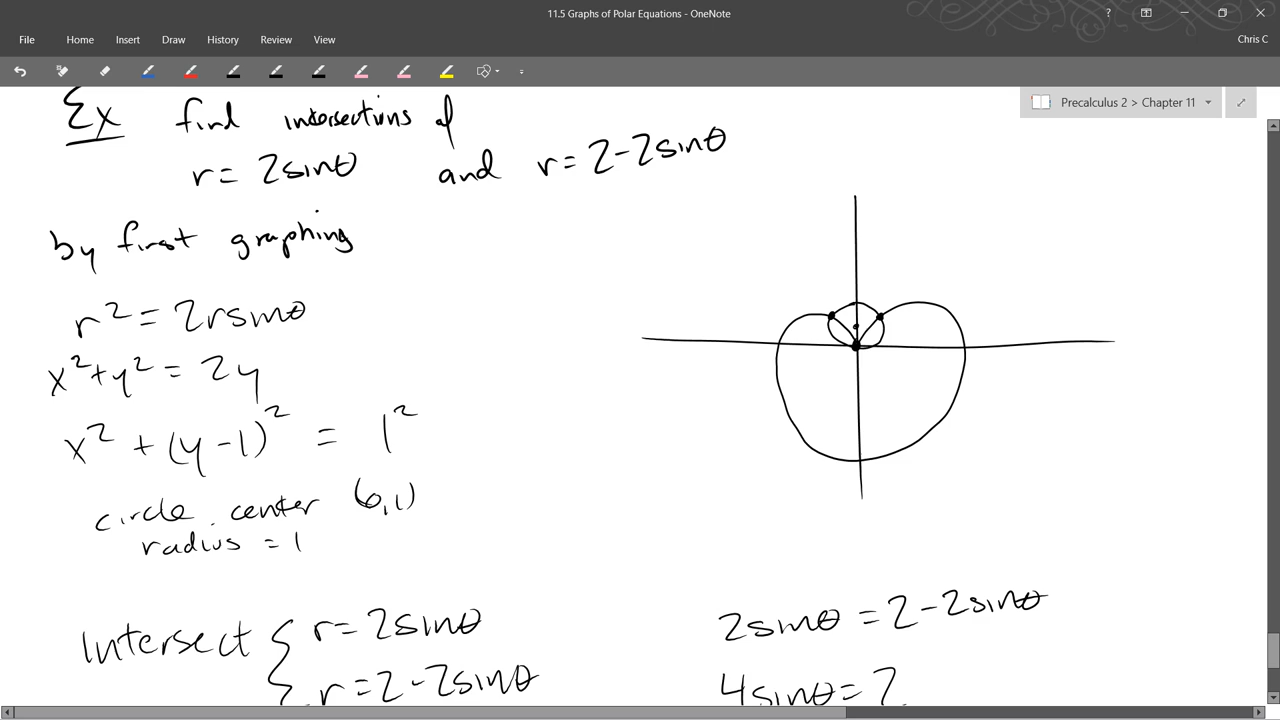 11.5 Graphs of Polar Equations - OneNote
File Home Insert Draw History Review View Chris C
Precalculus 2 > Chapter 11
Ex find intersections of
r = 2sinθ and r = 2-2sinθ
by first graphing
r² = 2rsinθ
x²+y² = 2y
x² + (y-1)² = 1²
circle center (0,1)
radius = 1
Intersect { r = 2sinθ
r = 2-2sinθ
2sinθ = 2-2sinθ
4sinθ = 2